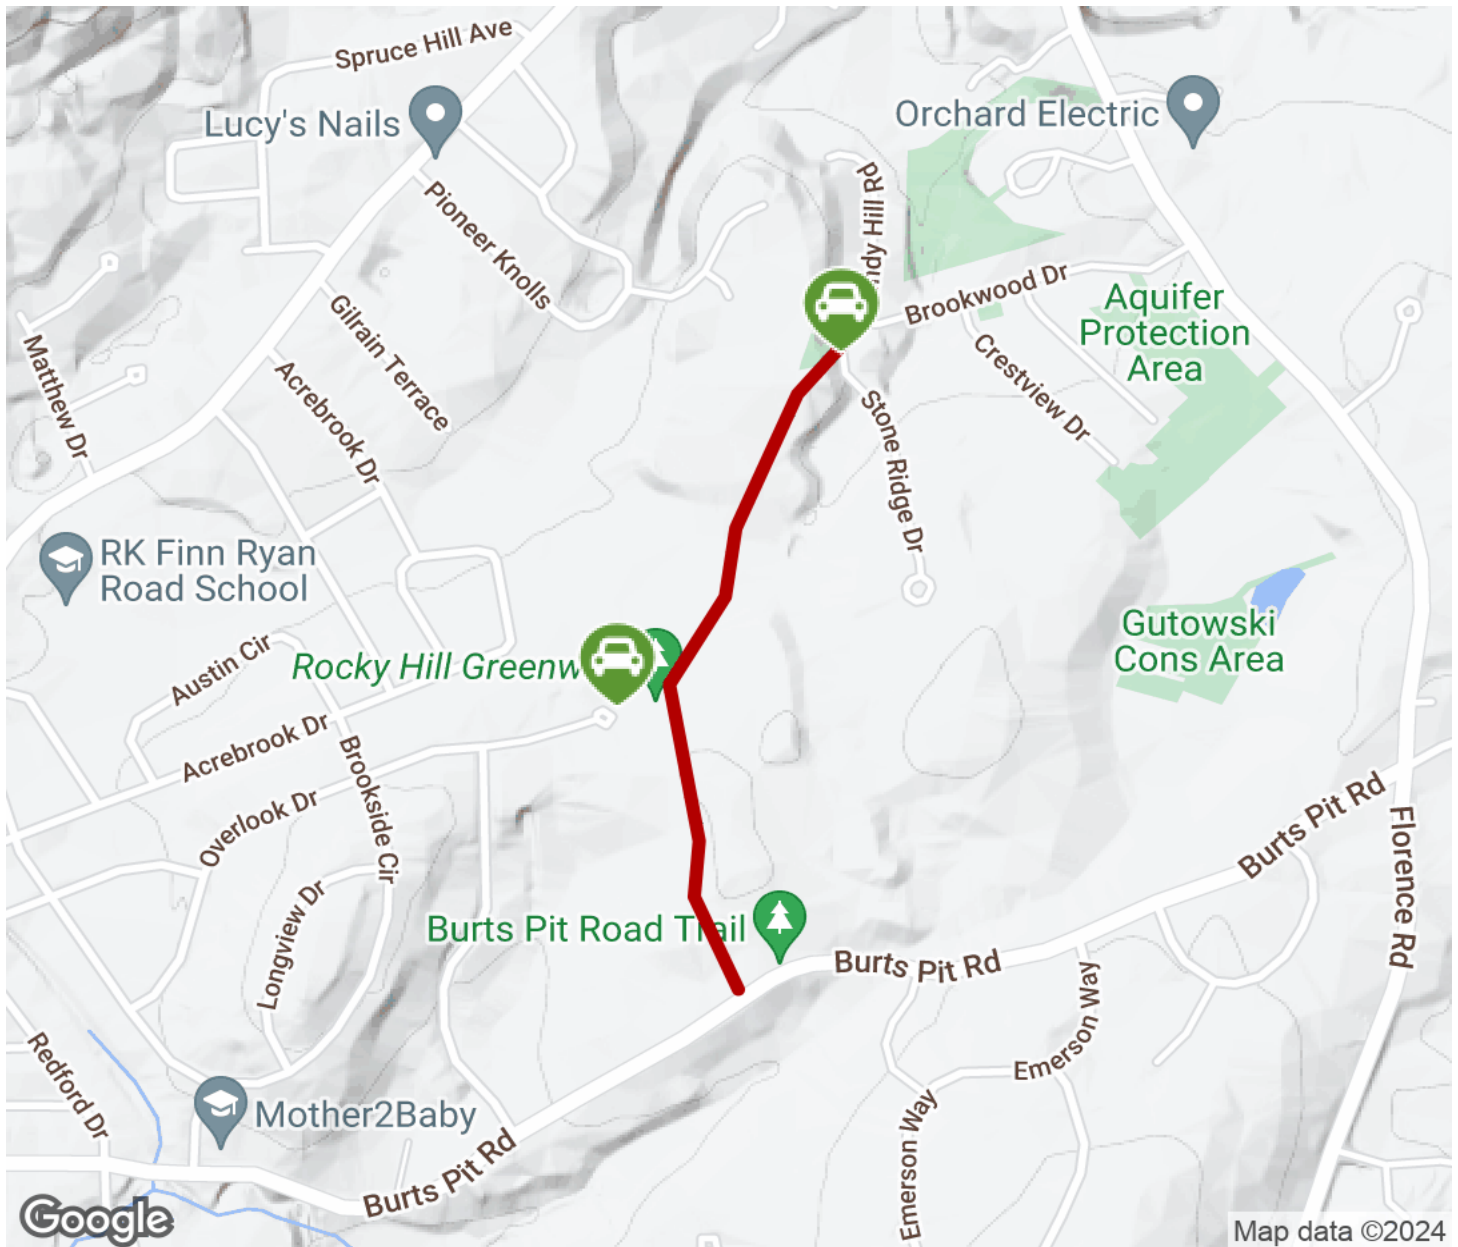 Spruce Hill Ave
Lucy's Nails
Orchard Electric
Pioneer Knolls
ndy Hill Rd
Brookwood Dr
Aquifer
Protection
Area
Gilrain Terrace
Matthew Dr
Acrebrook Dr
Crestview Dr
Stone Ridge Dr
RK Finn Ryan
Road School
Gutowski
Cons Area
Austin Cir
Rocky Hill Greenw
Acrebrook Dr
Brookside Cir
Overlook Dr
Burts Pit Rd
Florence Rd
Longview Dr
Burts Pit Road Trail
Burts Pit Rd
Emerson Way
Redford Dr
Emerson Way
Mother2Baby
Burts Pit Rd
Google
Map data ©2024